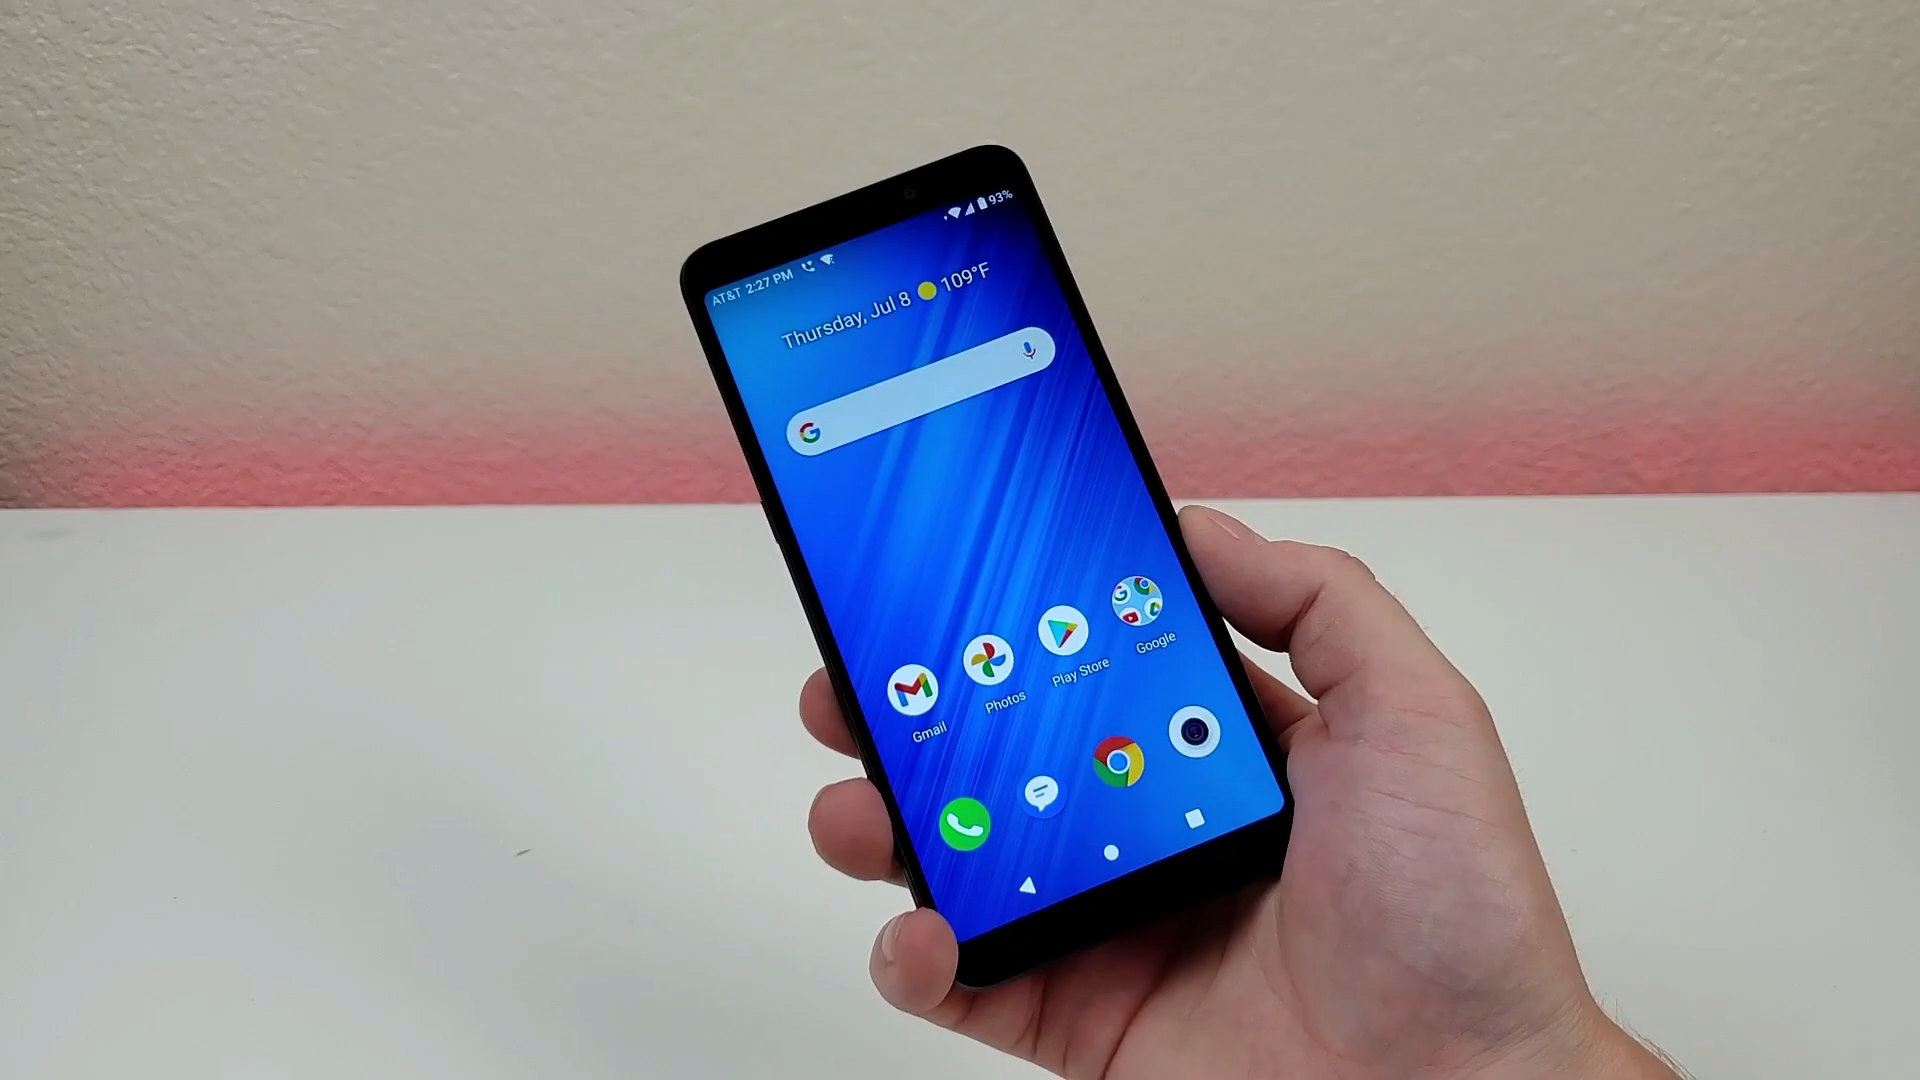 AT&T 2:27 PM
93%
Thursday, Jul 8 109°F
Gmail
Photos
Play Store
Google